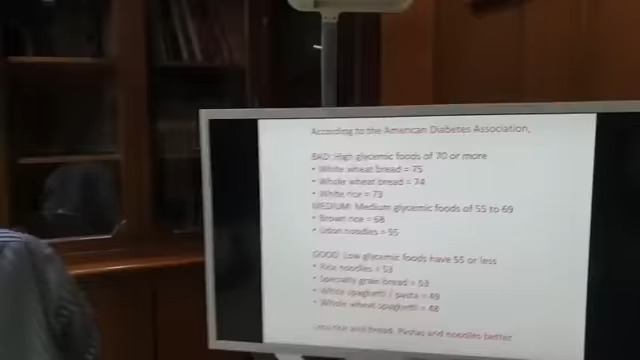 According to the American Diabetes Association,
BAD: High glycemic foods of 70 or more
• White wheat bread = 75
• Whole wheat bread = 74
• White rice = 73
MEDIUM: Medium glycemic foods of 55 to 69
• Brown rice = 68
• Udon noodles = 55
GOOD: Low glycemic foods have 55 or less
• Rice noodles = 53
• Specialty grain bread = 53
• White spaghetti / pasta = 49
• Whole wheat spaghetti = 48
Less rice and bread. Pastas and noodles better